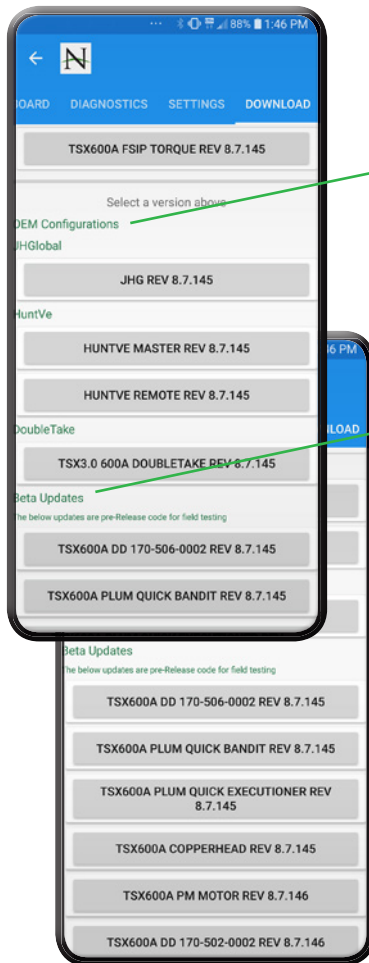 88% 1:46 PM
N
OARD DIAGNOSTICS SETTINGS DOWNLOAD
TSX600A FSIP TORQUE REV 8.7.145
Select a version above
OEM Configurations
JHGlobal
JHG REV 8.7.145
HuntVe
HUNTVE MASTER REV 8.7.145
HUNTVE REMOTE REV 8.7.145
DoubleTake
TSX3.0 600A DOUBLETAKE REV 8.7.145
Beta Updates
The below updates are pre-Release code for field testing
TSX600A DD 170-506-0002 REV 8.7.145
TSX600A PLUM QUICK BANDIT REV 8.7.145
46 PM
NLOAD
Beta Updates
The below updates are pre-Release code for field testing
TSX600A DD 170-506-0002 REV 8.7.145
TSX600A PLUM QUICK BANDIT REV 8.7.145
TSX600A PLUM QUICK EXECUTIONER REV
8.7.145
TSX600A COPPERHEAD REV 8.7.145
TSX600A PM MOTOR REV 8.7.146
TSX600A DD 170-502-0002 REV 8.7.146